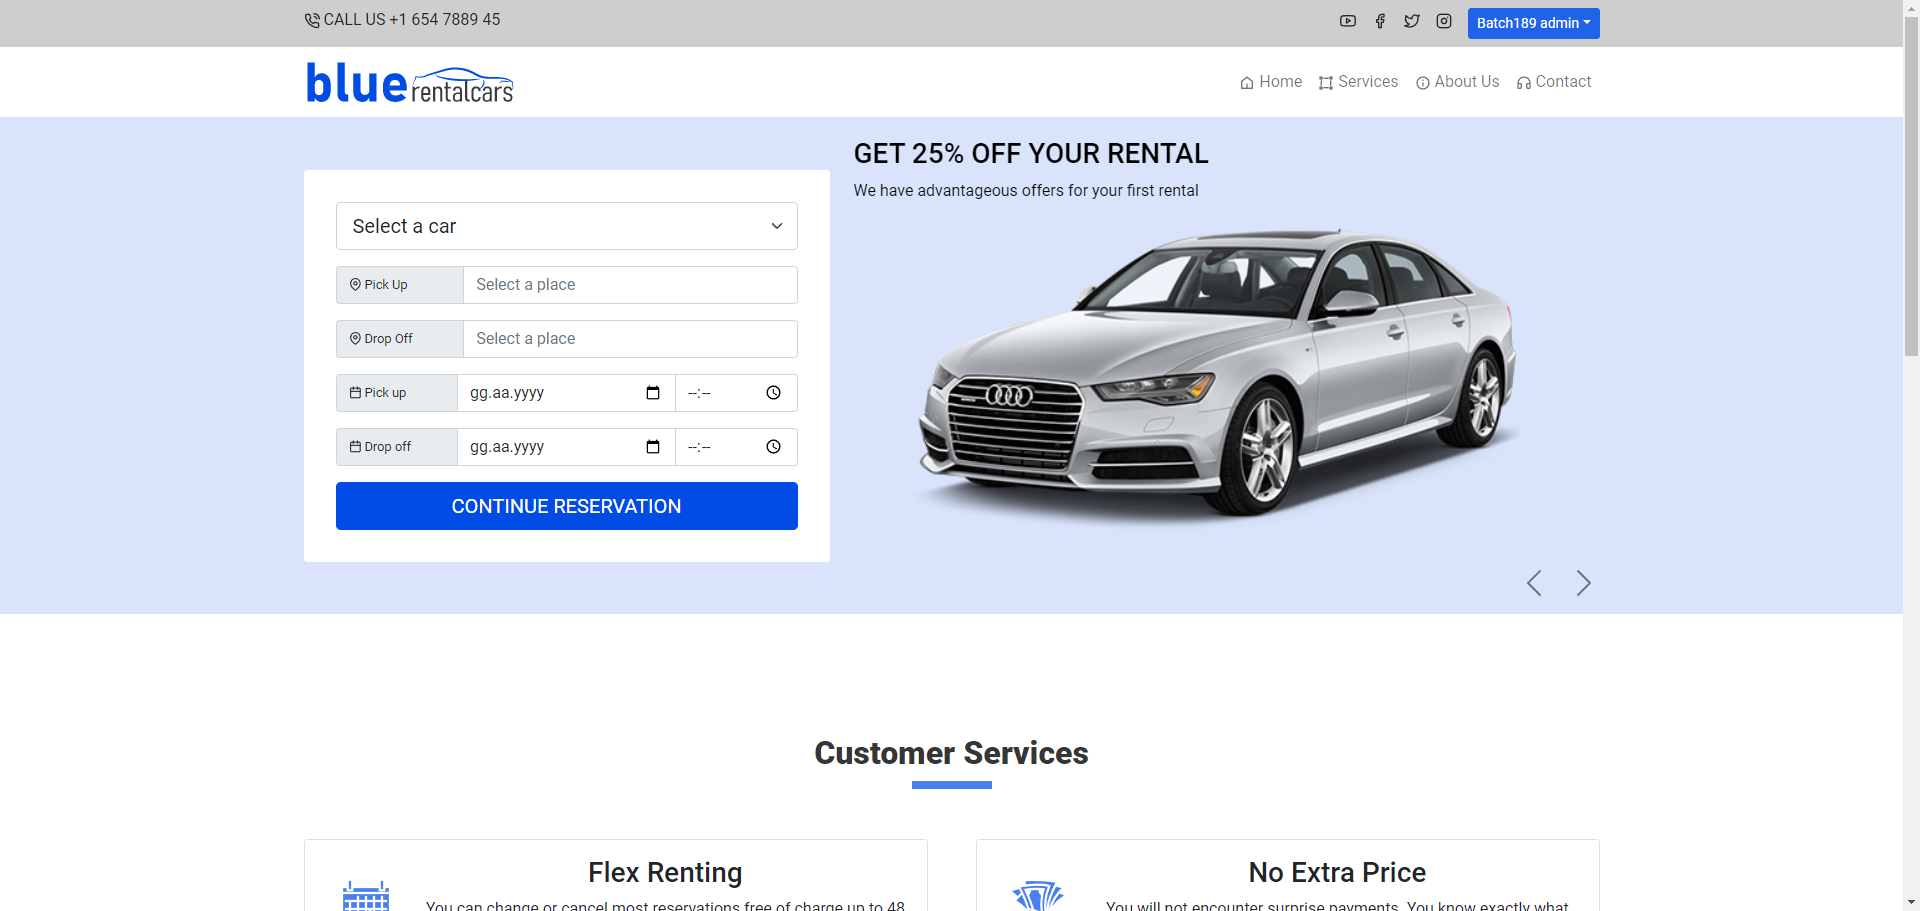 CALL US +1 654 7889 45
Batch189 admin
blue rentalcars
Home Services About Us Contact
GET 25% OFF YOUR RENTAL
We have advantageous offers for your first rental
Select a car
Pick Up Select a place
Drop Off Select a place
Pick up gg.aa.yyyy --:--
Drop off gg.aa.yyyy --:--
CONTINUE RESERVATION
Customer Services
Flex Renting
You can change or cancel most reservations free of charge up to 48
No Extra Price
You will not encounter surprise payments. You know exactly what